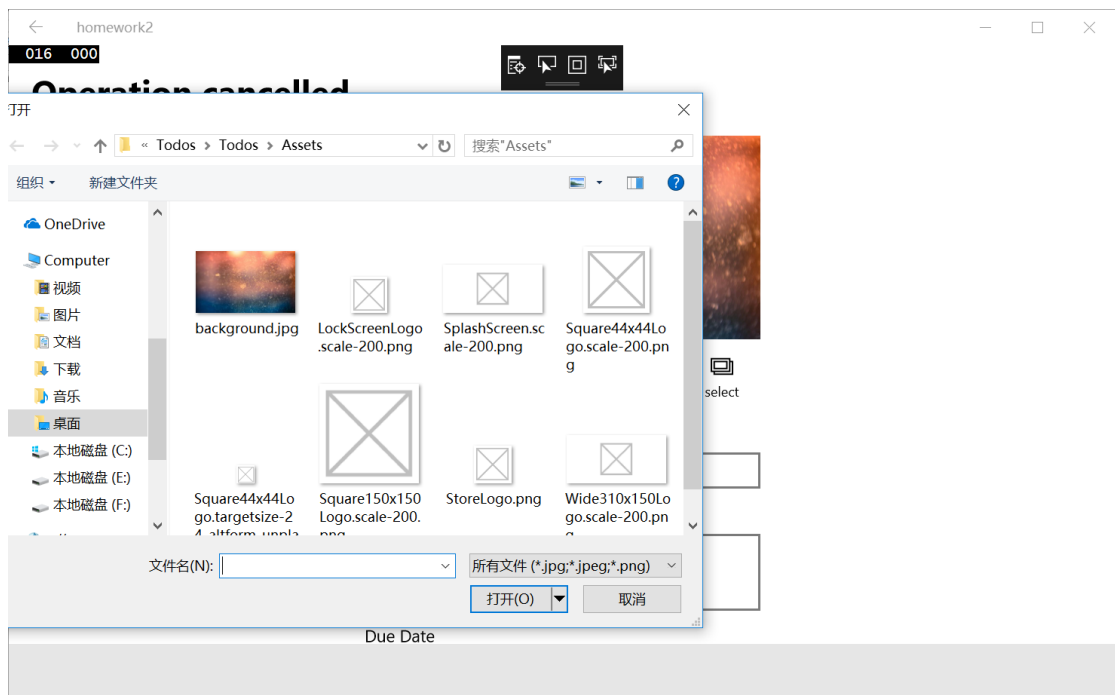 homework2
016 000
Operation cancelled
打开
« Todos > Todos > Assets
搜索"Assets"
组织
新建文件夹
OneDrive
Computer
视频
图片
文档
下载
音乐
桌面
本地磁盘 (C:)
本地磁盘 (E:)
本地磁盘 (F:)
background.jpg
LockScreenLogo
.scale-200.png
SplashScreen.sc
ale-200.png
Square44x44Lo
go.scale-200.pn
g
Square44x44Lo
go.targetsize-2
4_altform-unpla
Square150x150
Logo.scale-200.
png
StoreLogo.png
Wide310x150Lo
go.scale-200.pn
g
select
文件名(N):
所有文件 (*.jpg;*.jpeg;*.png)
打开(O)
取消
Due Date